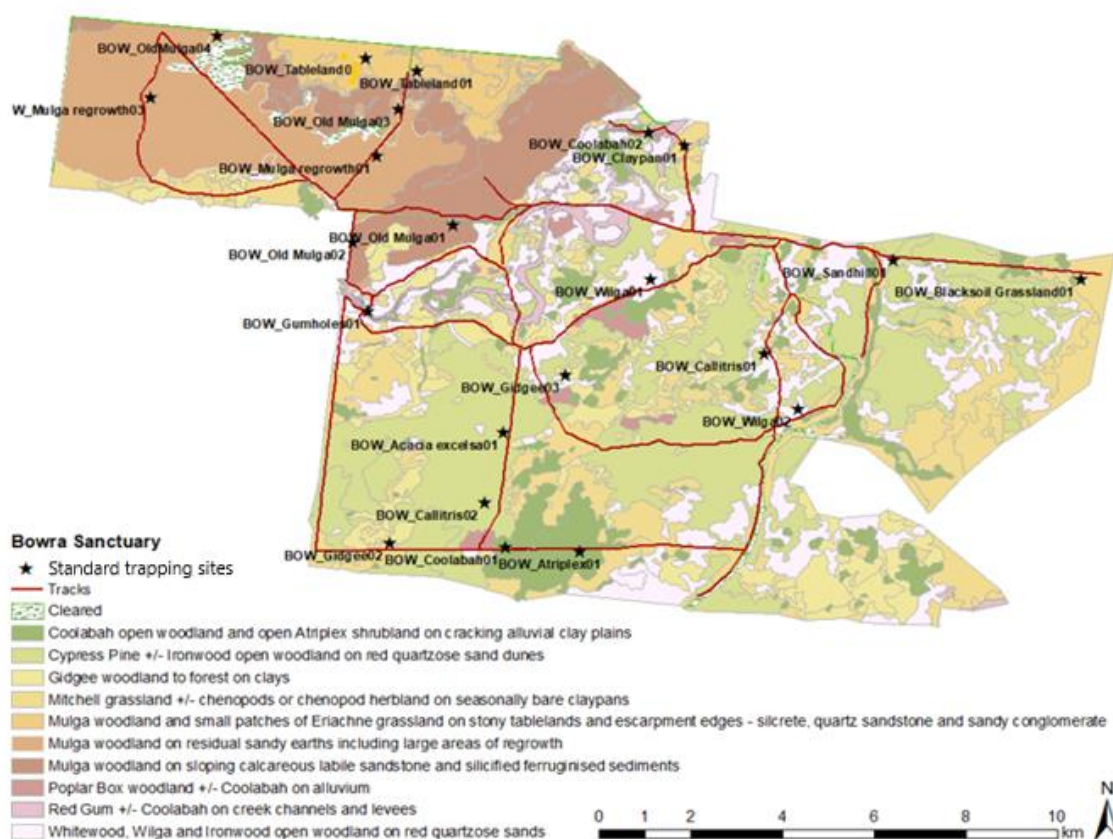 BOW_OldMulga04
BOW_Tableland0
BOW_Tableland01
W_Mulga regrowth03
BOW_Old Mulga03
BOW_Coolabah02
BOW_Claypan01
BOW_Mulga regrowth01
BOW_Old Mulga01
BOW_Old Mulga02
BOW_Sandhill01
BOW_Wilga01
BOW_Blacksoil Grassland01
BOW_Gumholes01
BOW_Callitris01
BOW_Gidgee03
BOW_Wilga02
BOW_Acacia excelsa01
BOW_Callitris02
BOW_Gidgee02
BOW_Coolabah01
BOW_Atriplex01
Bowra Sanctuary
Standard trapping sites
Tracks
Cleared
Coolabah open woodland and open Atriplex shrubland on cracking alluvial clay plains
Cypress Pine +/- Ironwood open woodland on red quartzose sand dunes
Gidgee woodland to forest on clays
Mitchell grassland +/- chenopods or chenopod herbland on seasonally bare claypans
Mulga woodland and small patches of Eriachne grassland on stony tablelands and escarpment edges - silcrete, quartz sandstone and sandy conglomerate
Mulga woodland on residual sandy earths including large areas of regrowth
Mulga woodland on sloping calcareous labile sandstone and silicified ferruginised sediments
Poplar Box woodland +/- Coolabah on alluvium
Red Gum +/- Coolabah on creek channels and levees
Whitewood, Wilga and Ironwood open woodland on red quartzose sands
0 2 4 6 8 10
km
N